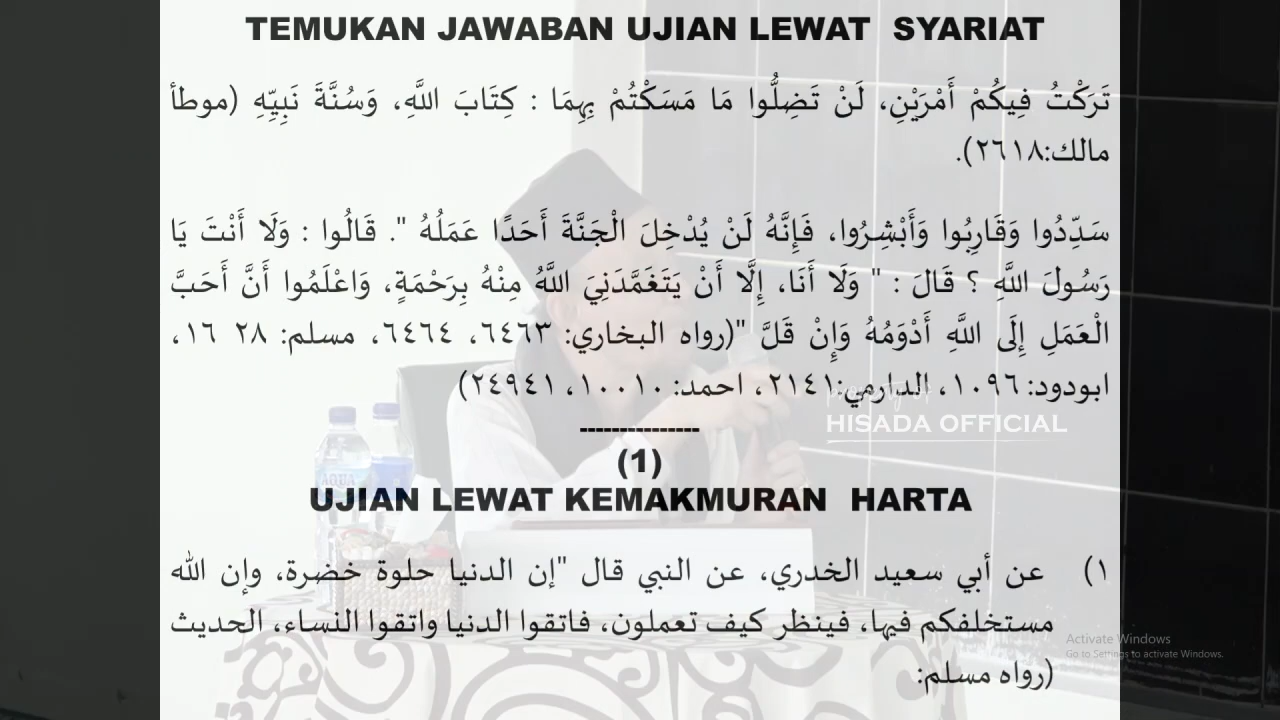 TEMUKAN JAWABAN UJIAN LEWAT SYARIAT
تَرَكْتُ فِيكُمْ أَمْرَيْنِ، لَنْ تَضِلُّوا مَا مَسَكْتُمْ بِهِمَا : كِتَابَ اللَّهِ، وَسُنَّةَ نَبِيِّهِ (موطأ
مالك:٢٦١٨).
سَدِّدُوا وَقَارِبُوا وَأَبْشِرُوا، فَإِنَّهُ لَنْ يُدْخِلَ الْجَنَّةَ أَحَدًا عَمَلُهُ ". قَالُوا : وَلَا أَنْتَ يَا
رَسُولَ اللَّهِ ؟ قَالَ : " وَلَا أَنَا، إِلَّا أَنْ يَتَغَمَّدَنِيَ اللَّهُ مِنْهُ بِرَحْمَةٍ، وَاعْلَمُوا أَنَّ أَحَبَّ
الْعَمَلِ إِلَى اللَّهِ أَدْوَمُهُ وَإِنْ قَلَّ "(رواه البخاري: ٦٤٦٣، ٦٤٦٤، مسلم: ٢٨ ١٦،
ابودود: ١٠٩٦، الدارمي:٢١٤١، احمد: ١٠٠١٠، ٢٤٩٤١)
HISADA OFFICIAL
---------------
(1)
UJIAN LEWAT KEMAKMURAN HARTA
١) عن أبي سعيد الخدري، عن النبي قال "إن الدنيا حلوة خضرة، وإن الله
مستخلفكم فيها، فينظر كيف تعملون، فاتقوا الدنيا واتقوا النساء، الحديث
(رواه مسلم:
AQUA
Activate Windows
Go to Settings to activate Windows.